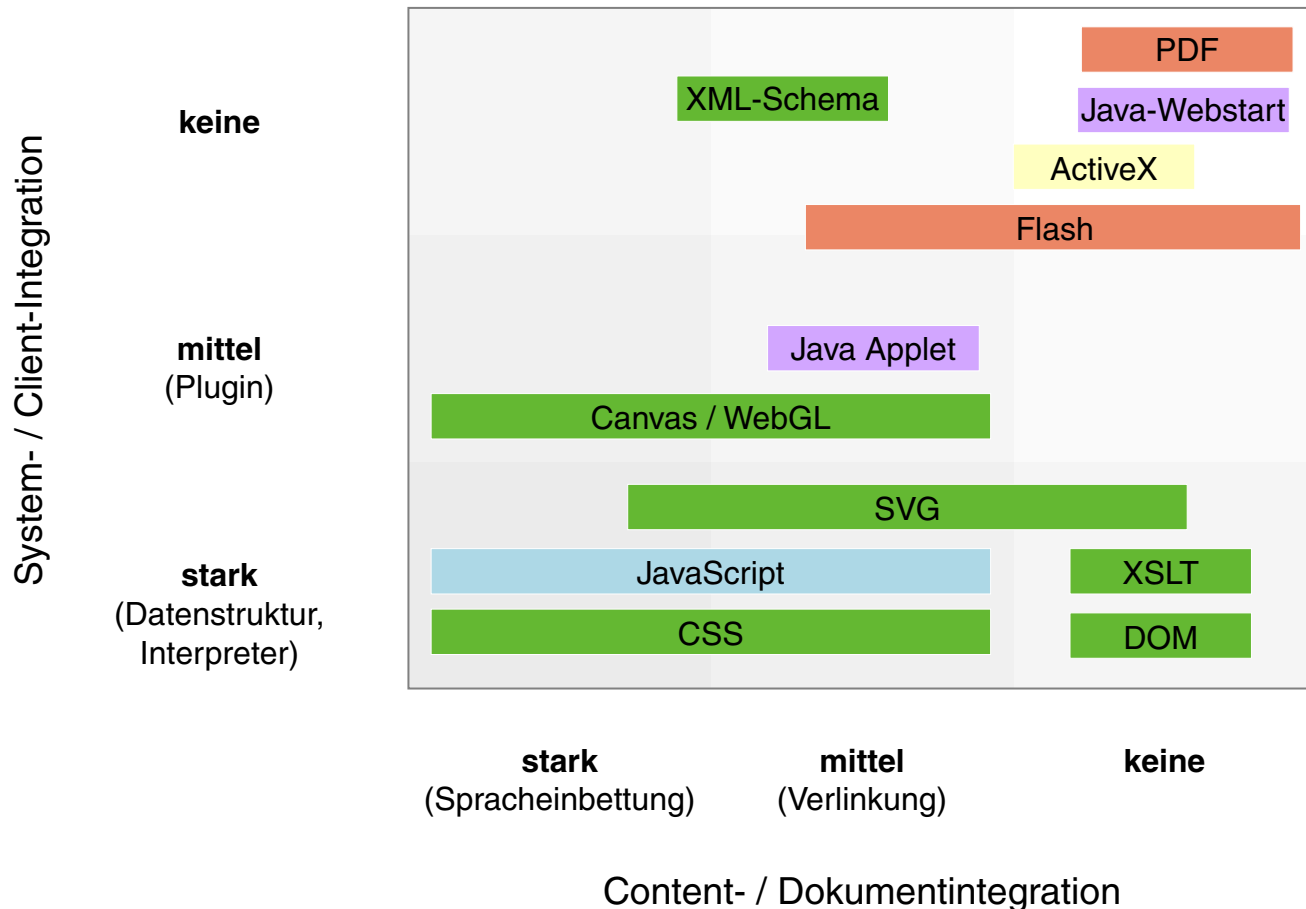 System- / Client-Integration
keine
mittel
(Plugin)
stark
(Datenstruktur,
Interpreter)
PDF
XML-Schema
Java-Webstart
ActiveX
Flash
Java Applet
Canvas / WebGL
SVG
JavaScript
XSLT
CSS
DOM
stark
(Spracheinbettung)
mittel
(Verlinkung)
keine
Content- / Dokumentintegration